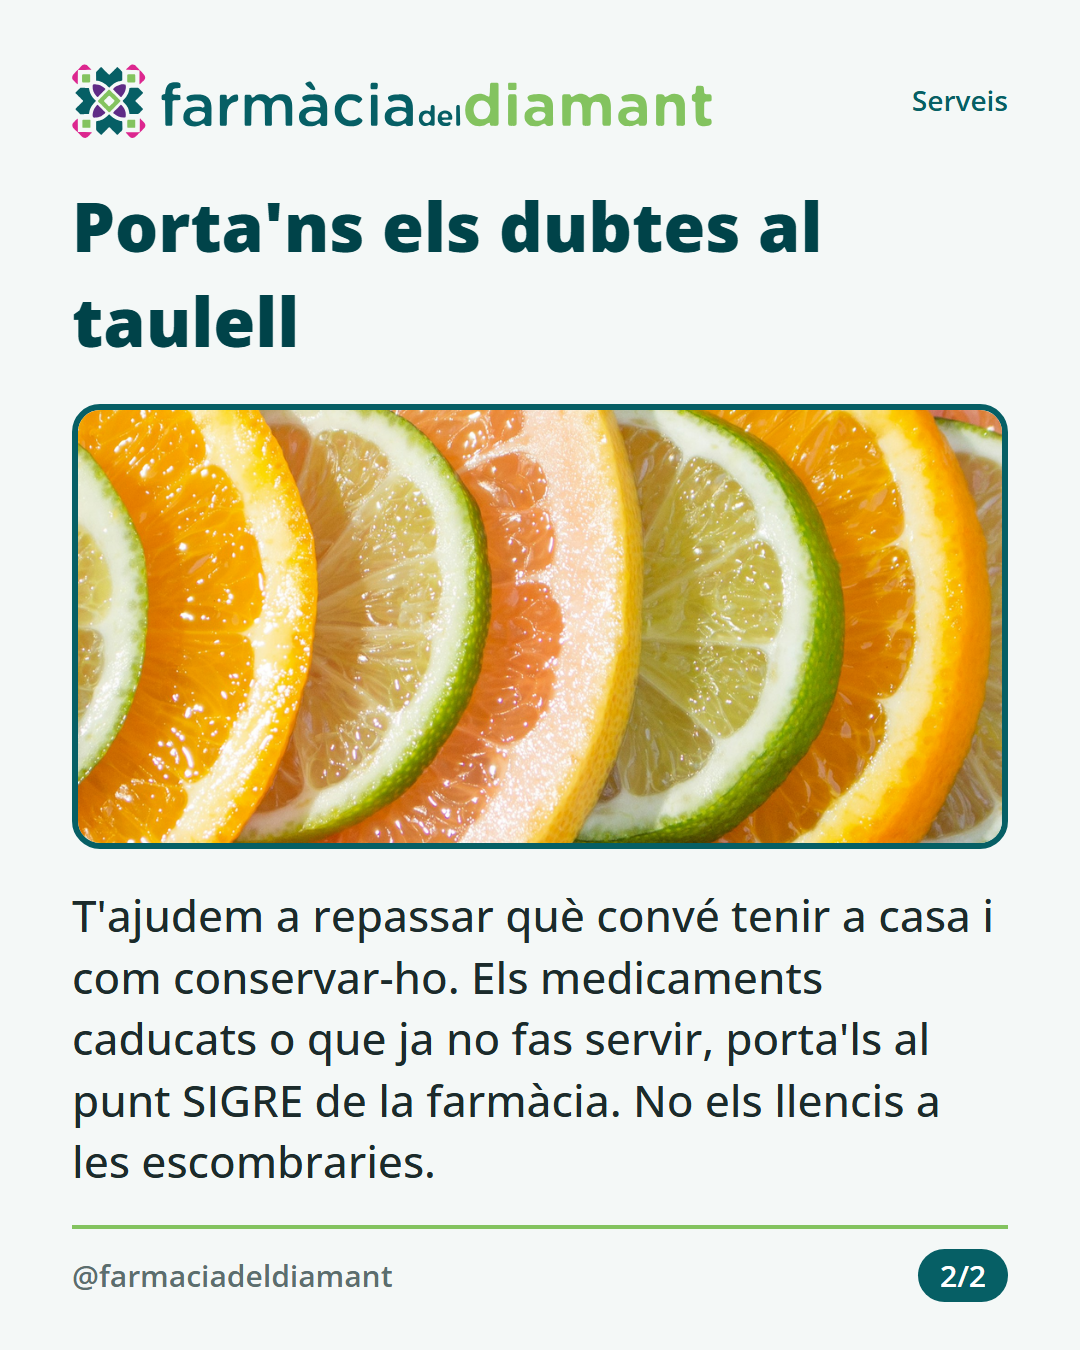 farmàciadeldiamant
Serveis
Porta'ns els dubtes al
taulell
T'ajudem a repassar què convé tenir a casa i
com conservar-ho. Els medicaments
caducats o que ja no fas servir, porta'ls al
punt SIGRE de la farmàcia. No els llencis a
les escombraries.
@farmaciadeldiamant
2/2